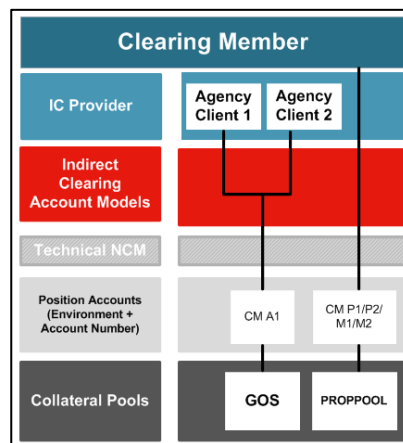 Clearing Member
IC Provider
Agency
Client 1
Agency
Client 2
Indirect
Clearing
Account Models
Technical NCM
Position Accounts
(Environment +
Account Number)
CM A1
CM P1/P2/
M1/M2
Collateral Pools
GOS
PROPPOOL